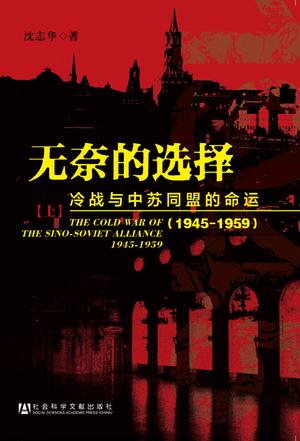 沈志华 著
无奈的选择
【上】
冷战与中苏同盟的命运
(1945-1959)
THE COLD WAR OF
THE SINO-SOVIET ALLIANCE
1945-1959
社会科学文献出版社
SOCIAL SCIENCES ACADEMIC PRESS (CHINA)